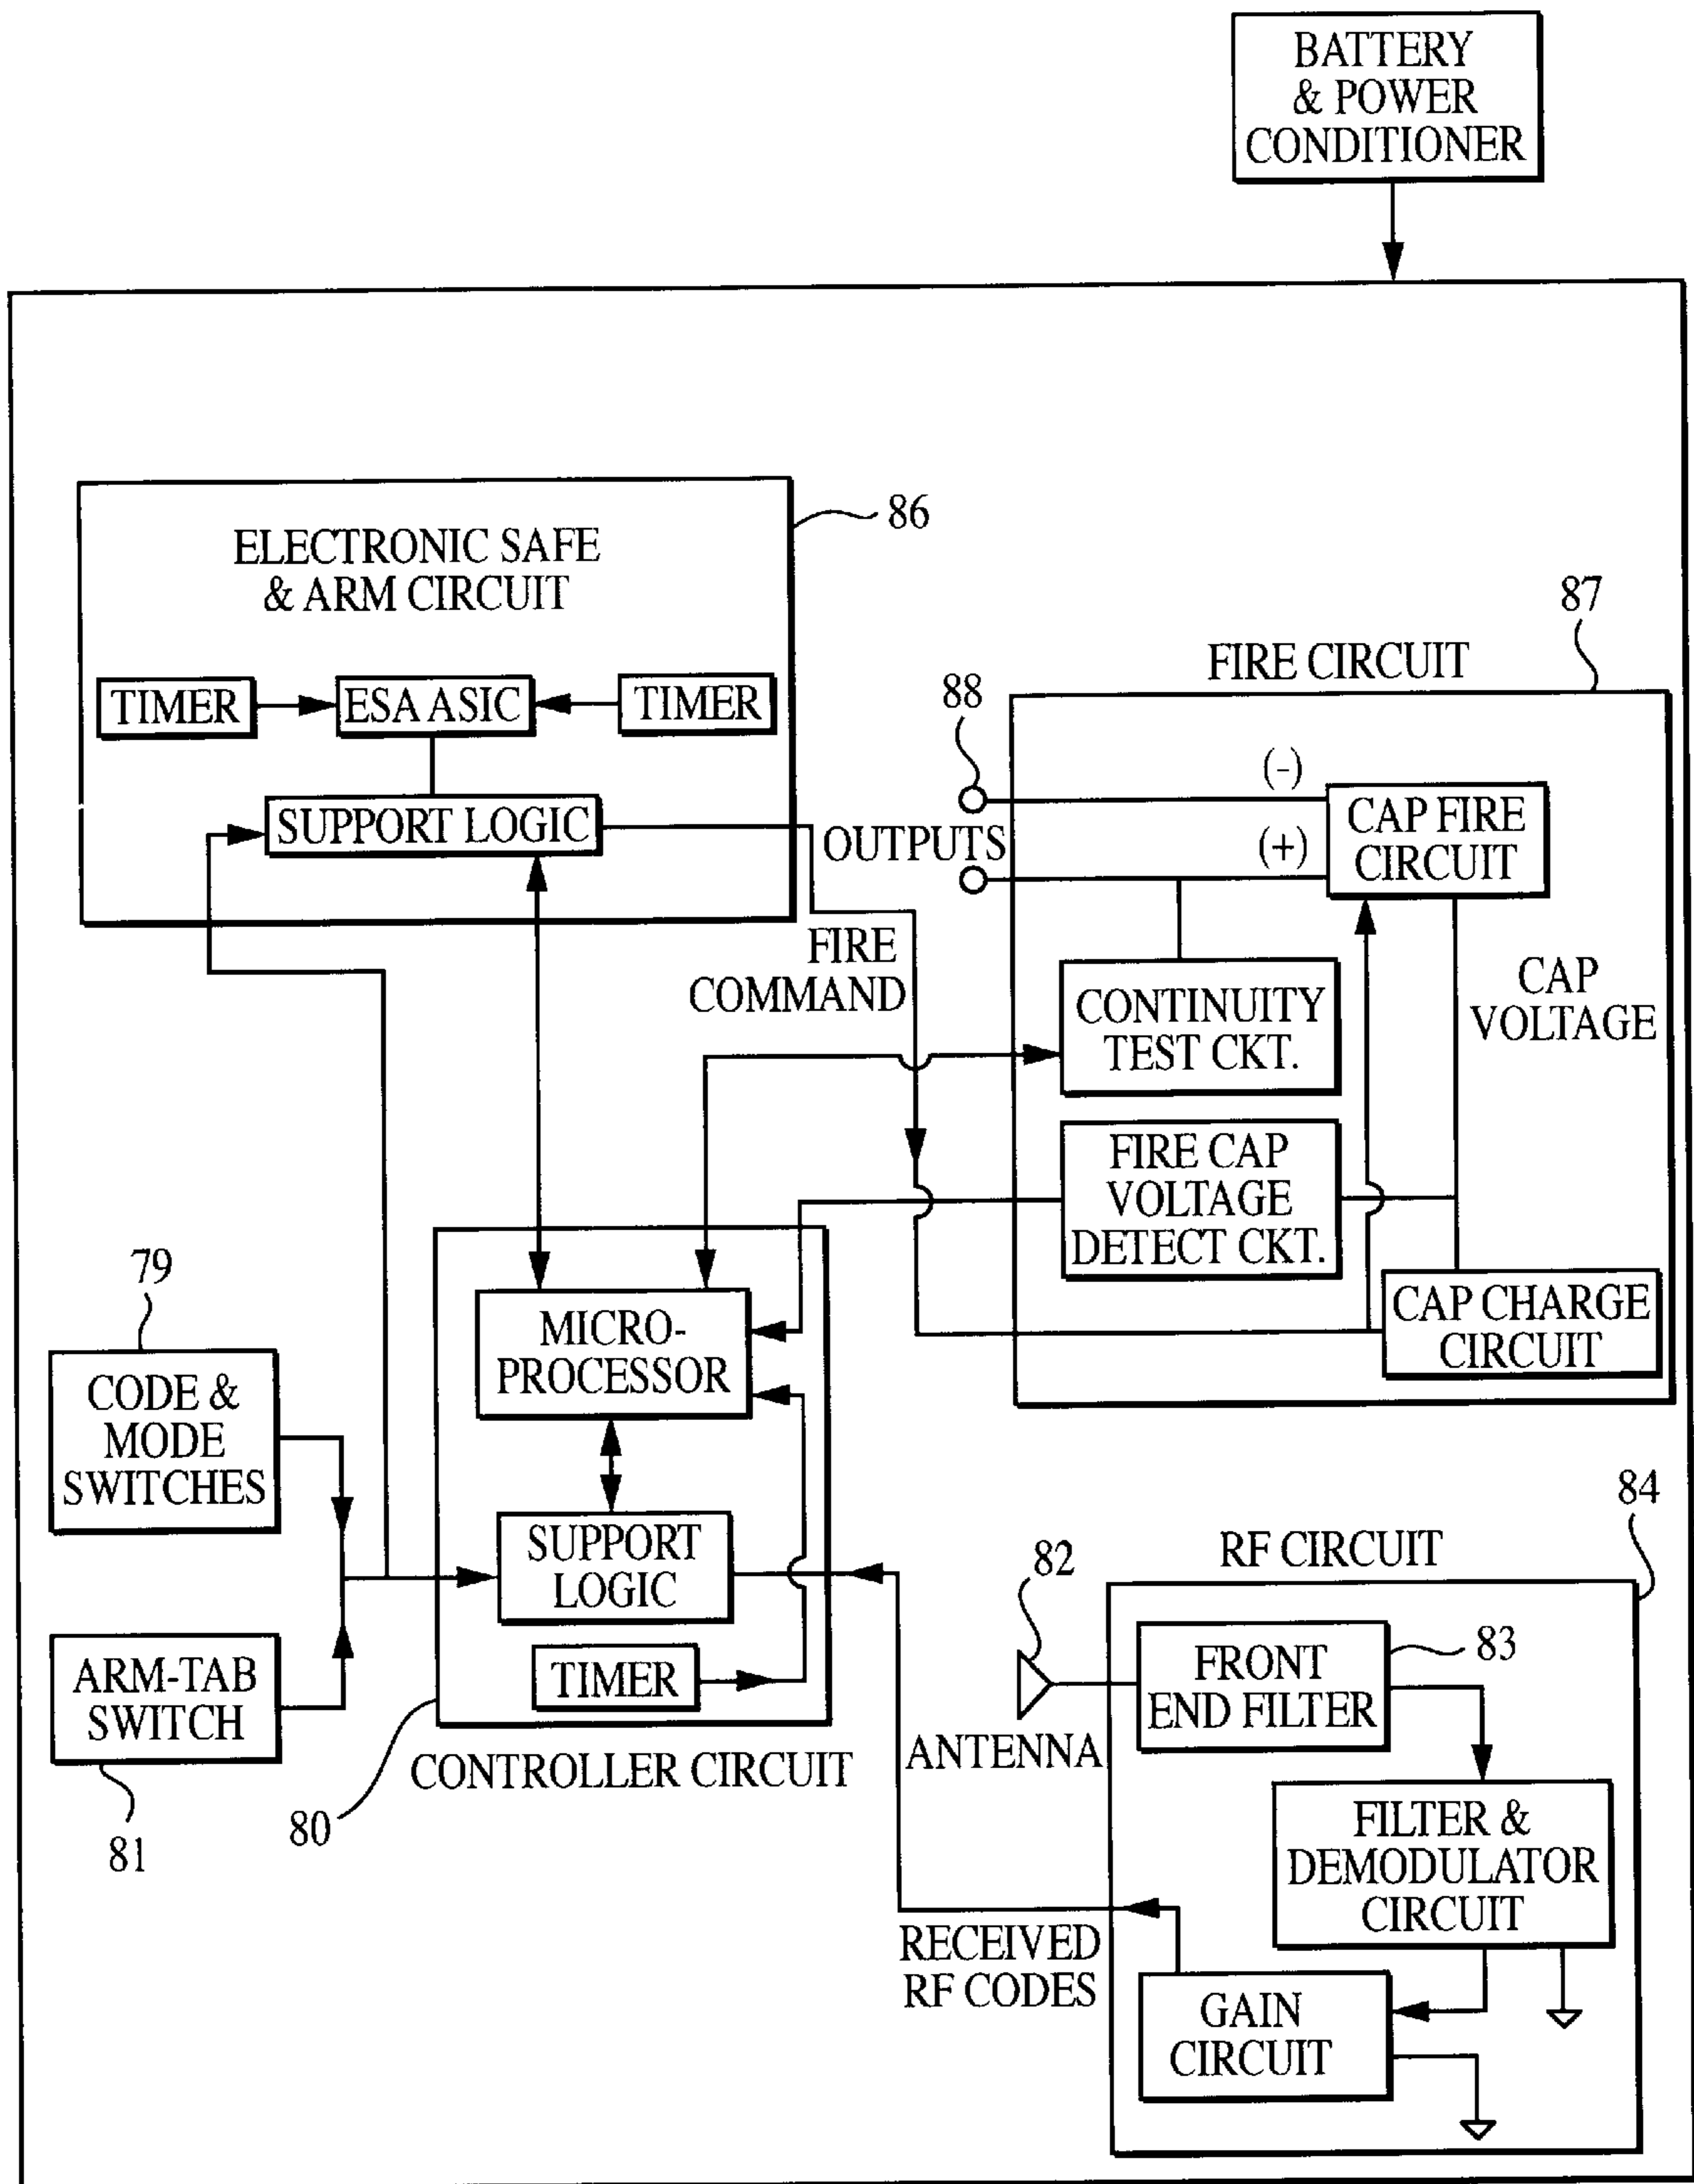 BATTERY
& POWER
CONDITIONER
86
ELECTRONIC SAFE
& ARM CIRCUIT
TIMER
ESA ASIC
TIMER
SUPPORT LOGIC
87
FIRE CIRCUIT
88
(-)
OUTPUTS
(+)
CAP FIRE
CIRCUIT
FIRE
COMMAND
CONTINUITY
TEST CKT.
CAP
VOLTAGE
FIRE CAP
VOLTAGE
DETECT CKT.
CAP CHARGE
CIRCUIT
79
CODE &
MODE
SWITCHES
MICRO-
PROCESSOR
SUPPORT
LOGIC
TIMER
ARM-TAB
SWITCH
81
80
CONTROLLER CIRCUIT
84
RF CIRCUIT
82
ANTENNA
83
FRONT
END FILTER
FILTER &
DEMODULATOR
CIRCUIT
RECEIVED
RF CODES
GAIN
CIRCUIT